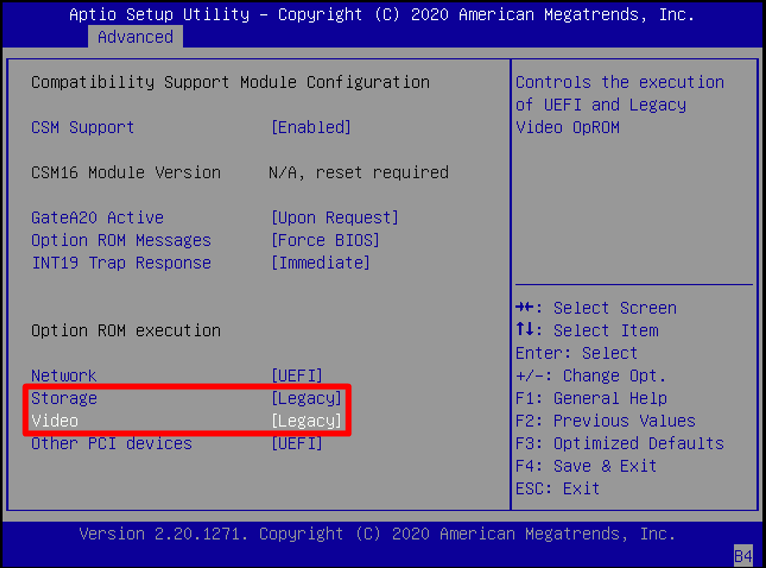 Aptio Setup Utility – Copyright (C) 2020 American Megatrends, Inc.
Advanced
Compatibility Support Module Configuration
CSM Support [Enabled]
CSM16 Module Version N/A, reset required
GateA20 Active [Upon Request]
Option ROM Messages [Force BIOS]
INT19 Trap Response [Immediate]
Option ROM execution
Network [UEFI]
Storage [Legacy]
Video [Legacy]
Other PCI devices [UEFI]
Controls the execution
of UEFI and Legacy
Video OpROM
→←: Select Screen
↑↓: Select Item
Enter: Select
+/-: Change Opt.
F1: General Help
F2: Previous Values
F3: Optimized Defaults
F4: Save & Exit
ESC: Exit
Version 2.20.1271. Copyright (C) 2020 American Megatrends, Inc.
B4